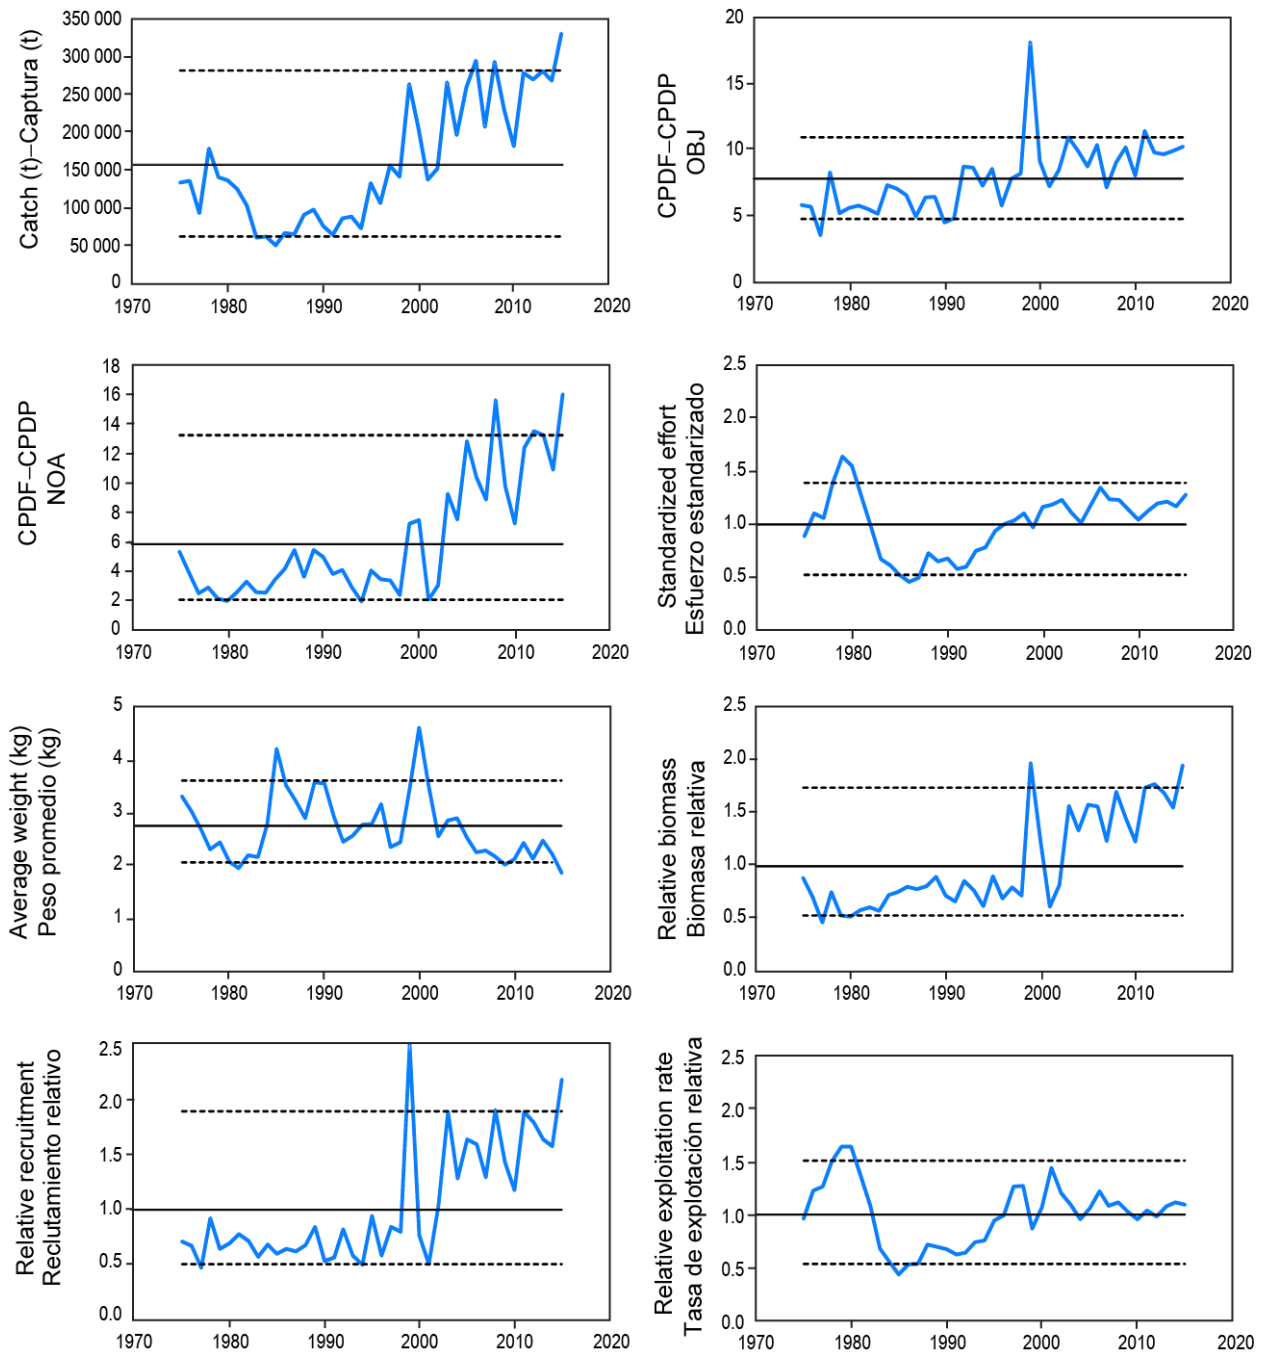 Catch (t)–Captura (t)
350 000
300 000
250 000
200 000
150 000
100 000
50 000
0
1970 1980 1990 2000 2010 2020
CPDF–CPDP
OBJ
20
15
10
5
0
1970 1980 1990 2000 2010 2020
CPDF–CPDP
NOA
18
16
14
12
10
8
6
4
2
0
1970 1980 1990 2000 2010 2020
Standardized effort
Esfuerzo estandarizado
2.5
2.0
1.5
1.0
0.5
0.0
1970 1980 1990 2000 2010 2020
Average weight (kg)
Peso promedio (kg)
5
4
3
2
1
0
1970 1980 1990 2000 2010 2020
Relative biomass
Biomasa relativa
2.5
2.0
1.5
1.0
0.5
0.0
1970 1980 1990 2000 2010
Relative recruitment
Reclutamiento relativo
2.5
2.0
1.5
1.0
0.5
0.0
1970 1980 1990 2000 2010 2020
Relative exploitation rate
Tasa de explotación relativa
2.5
2.0
1.5
1.0
0.5
0.0
1970 1980 1990 2000 2010 2020